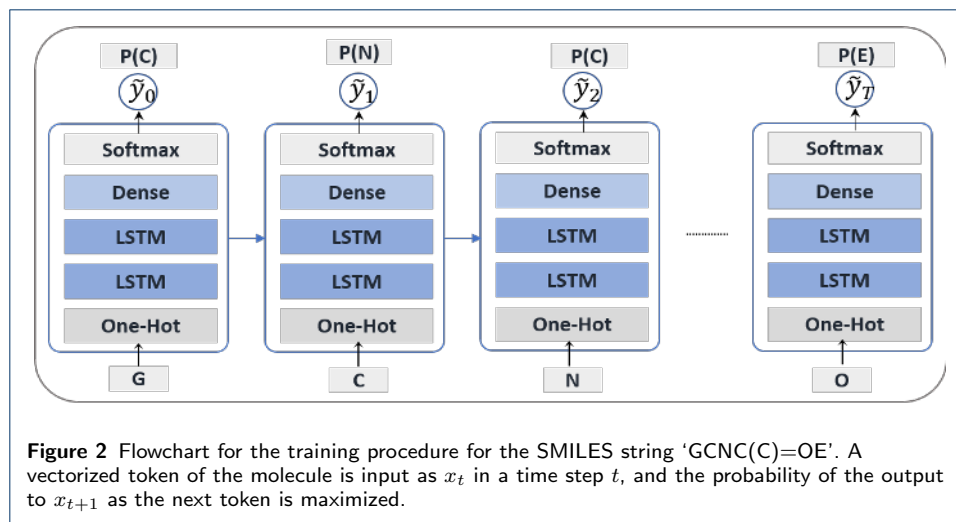 P(C) P(N) P(C) P(E)
ỹ₀ ỹ₁ ỹ₂ ỹ_T
Softmax Softmax Softmax Softmax
Dense Dense Dense Dense
LSTM LSTM LSTM LSTM
LSTM LSTM LSTM LSTM
One-Hot One-Hot One-Hot One-Hot
G C N O
Figure 2 Flowchart for the training procedure for the SMILES string ‘GCNC(C)=OE’. A
vectorized token of the molecule is input as x_t in a time step t, and the probability of the output
to x_{t+1} as the next token is maximized.